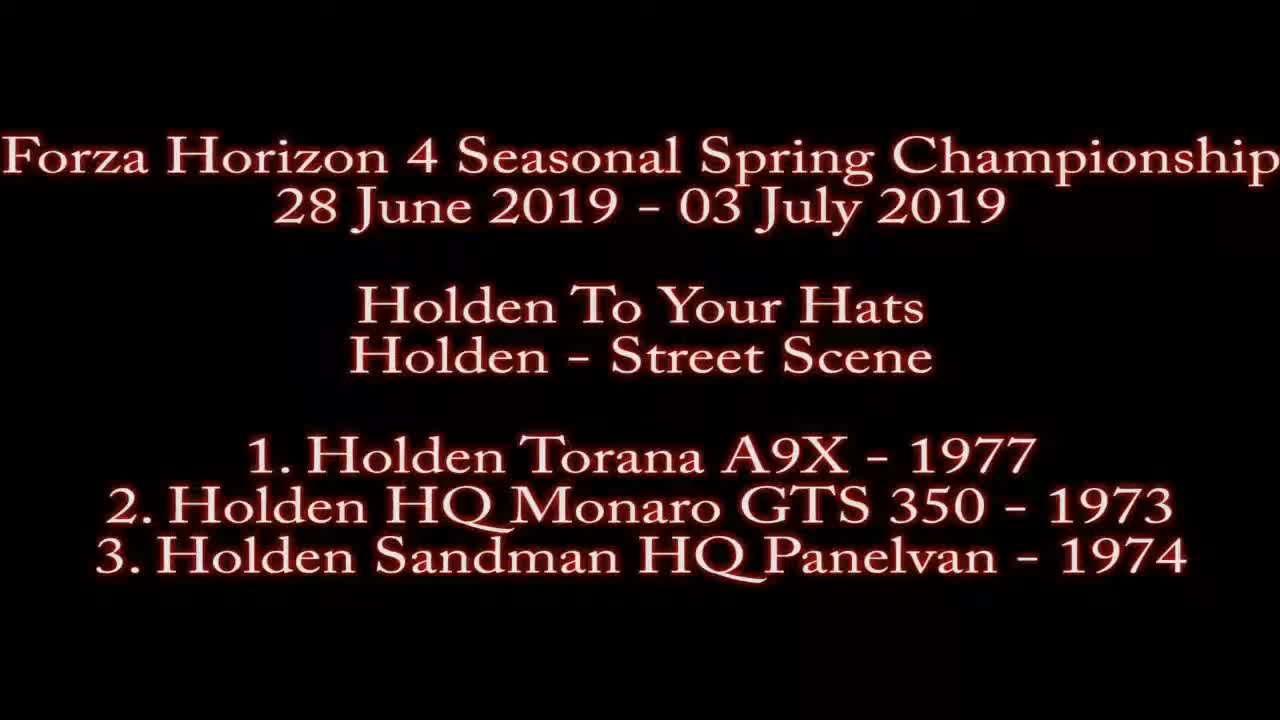 Forza Horizon 4 Seasonal Spring Championship
28 June 2019 - 03 July 2019
Holden To Your Hats
Holden - Street Scene
1. Holden Torana A9X - 1977
2. Holden HQ Monaro GTS 350 - 1973
3. Holden Sandman HQ Panelvan - 1974